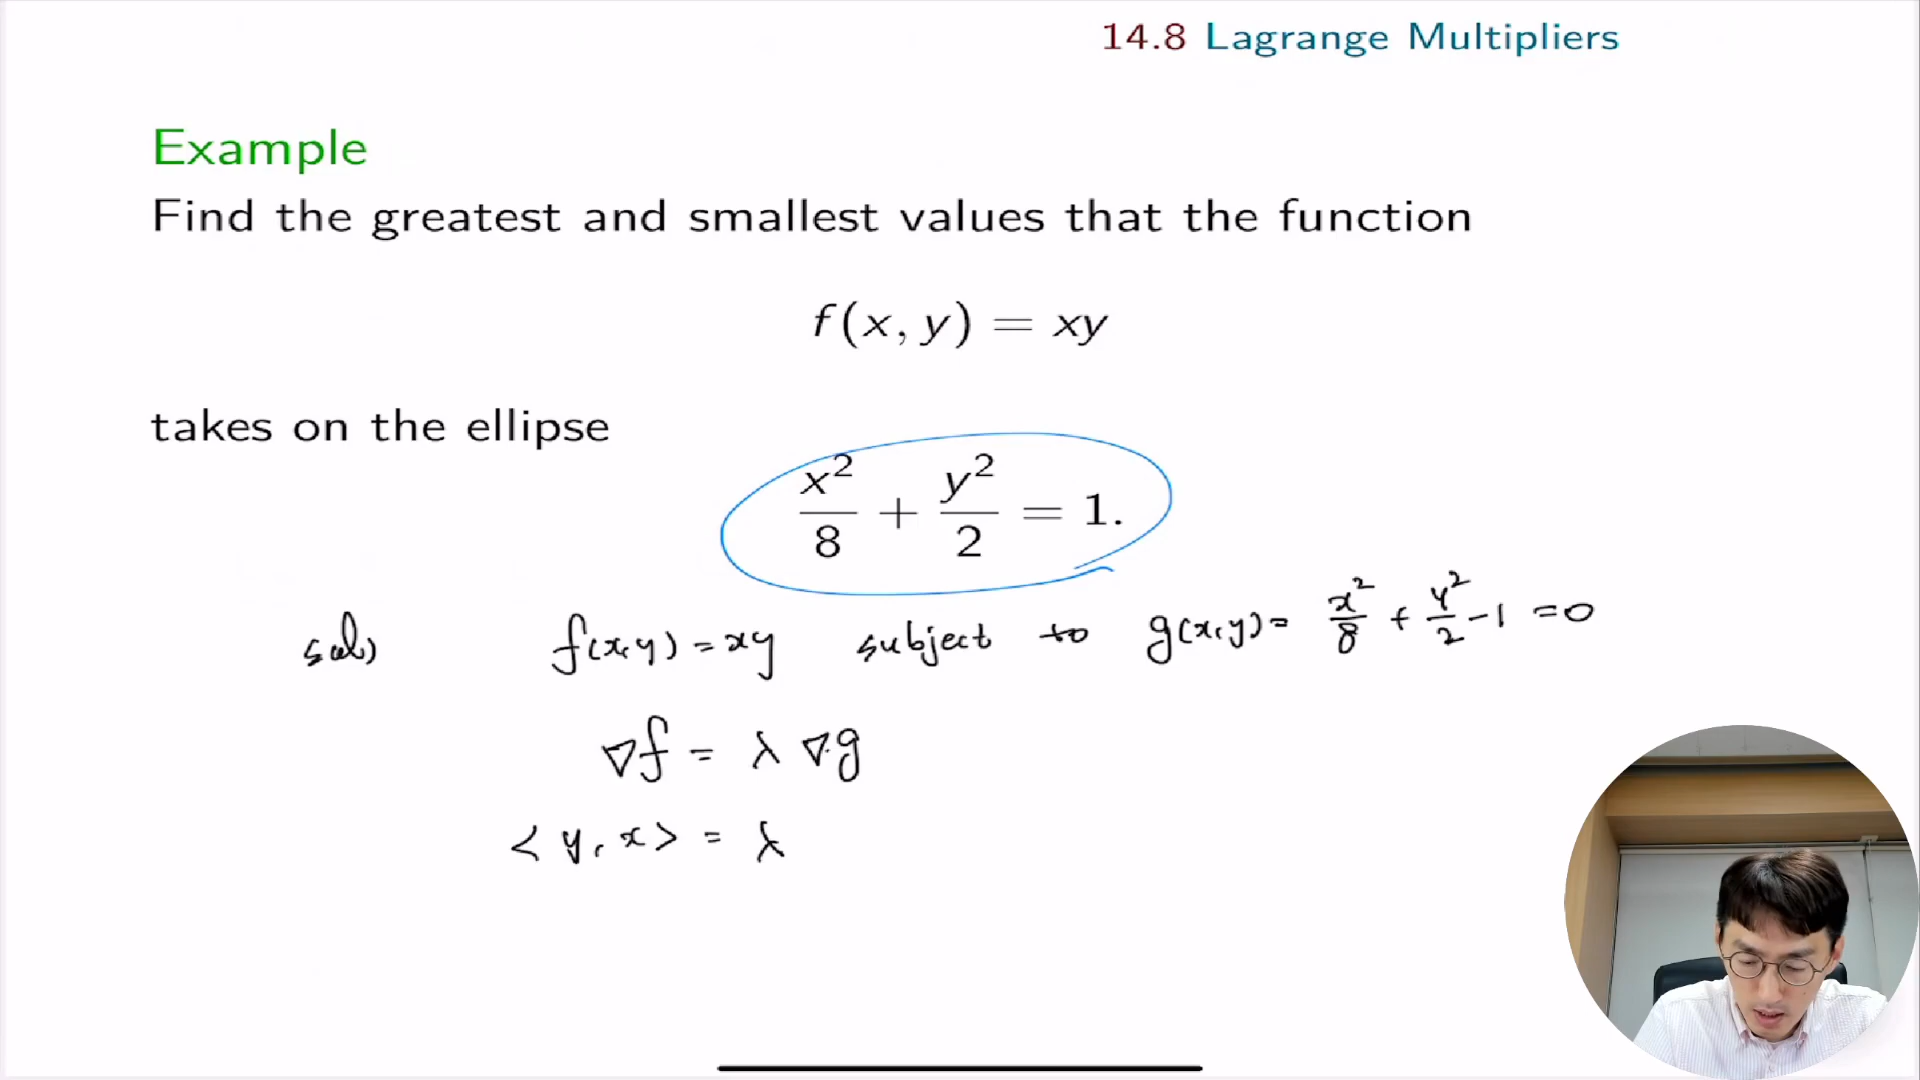 14.8 Lagrange Multipliers
Example
Find the greatest and smallest values that the function
f(x, y) = xy
takes on the ellipse
x²/8 + y²/2 = 1.
sol) f(x,y) = xy subject to g(x,y) = x²/8 + y²/2 - 1 = 0
∇f = λ ∇g
< y, x > = λ